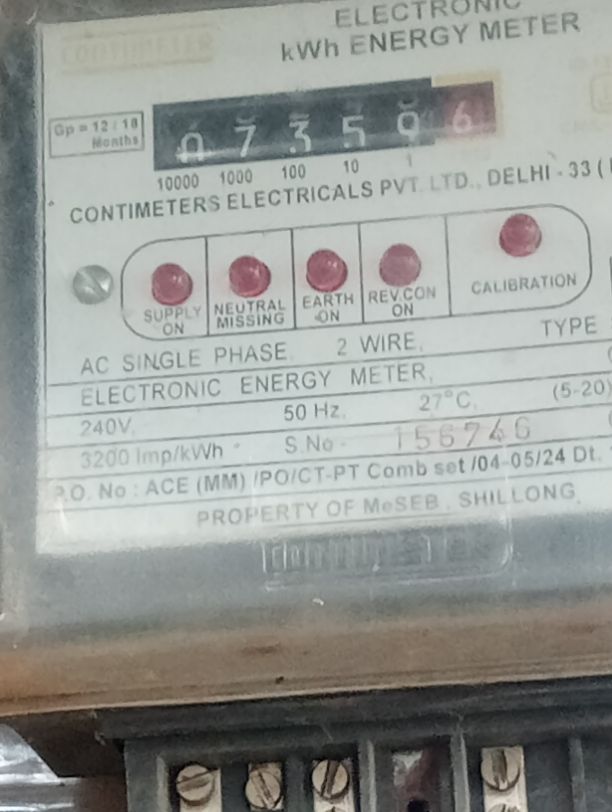 ELECTRONIC
kWh ENERGY METER
Gp = 12 / 18
Months
0 7 3 5 9 6
10000 1000 100 10 1
CONTIMETERS ELECTRICALS PVT. LTD., DELHI - 33 (
SUPPLY ON
NEUTRAL MISSING
EARTH ON
REV.CON ON
CALIBRATION
AC SINGLE PHASE, 2 WIRE, TYPE
ELECTRONIC ENERGY METER,
240V, 50 Hz, 27°C, (5-20)
3200 Imp/kWh S.No - 156746
P.O. No : ACE (MM) /PO/CT-PT Comb set /04-05/24 Dt.
PROPERTY OF MeSEB, SHILLONG,